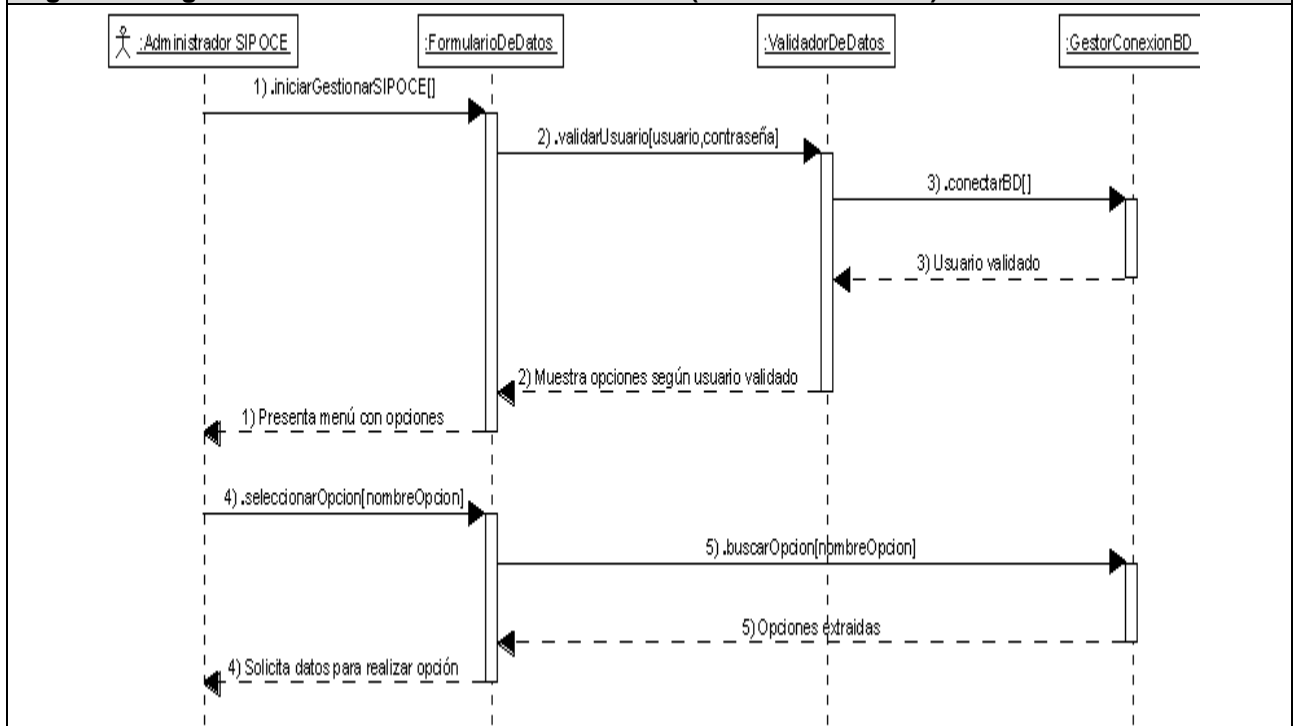 :Administrador SIPOCE
:FormularioDeDatos
:ValidadorDeDatos
:GestorConexionBD
1) .iniciarGestionarSIPOCE[]
2) .validarUsuario[usuario,contraseña]
3) .conectarBD[]
3) Usuario validado
2) Muestra opciones según usuario validado
1) Presenta menú con opciones
4) .seleccionarOpcion[nombreOpcion]
5) .buscarOpcion[nombreOpcion]
5) Opciones extraidas
4) Solicita datos para realizar opción